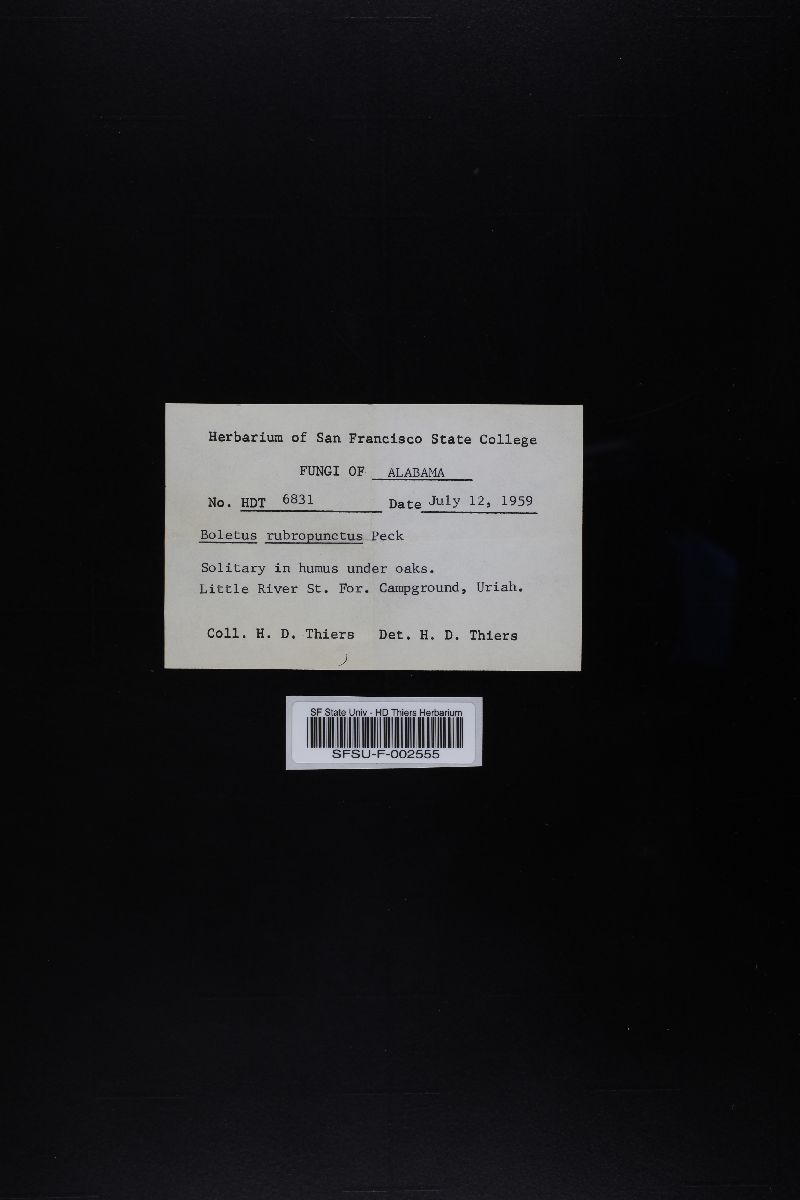 Herbarium of San Francisco State College
FUNGI OF ALABAMA
No. HDT 6831 Date July 12, 1959
Boletus rubropunctus Peck
Solitary in humus under oaks.
Little River St. For. Campground, Uriah.
Coll. H. D. Thiers Det. H. D. Thiers
SF State Univ - HD Thiers Herbarium
SFSU-F-002555